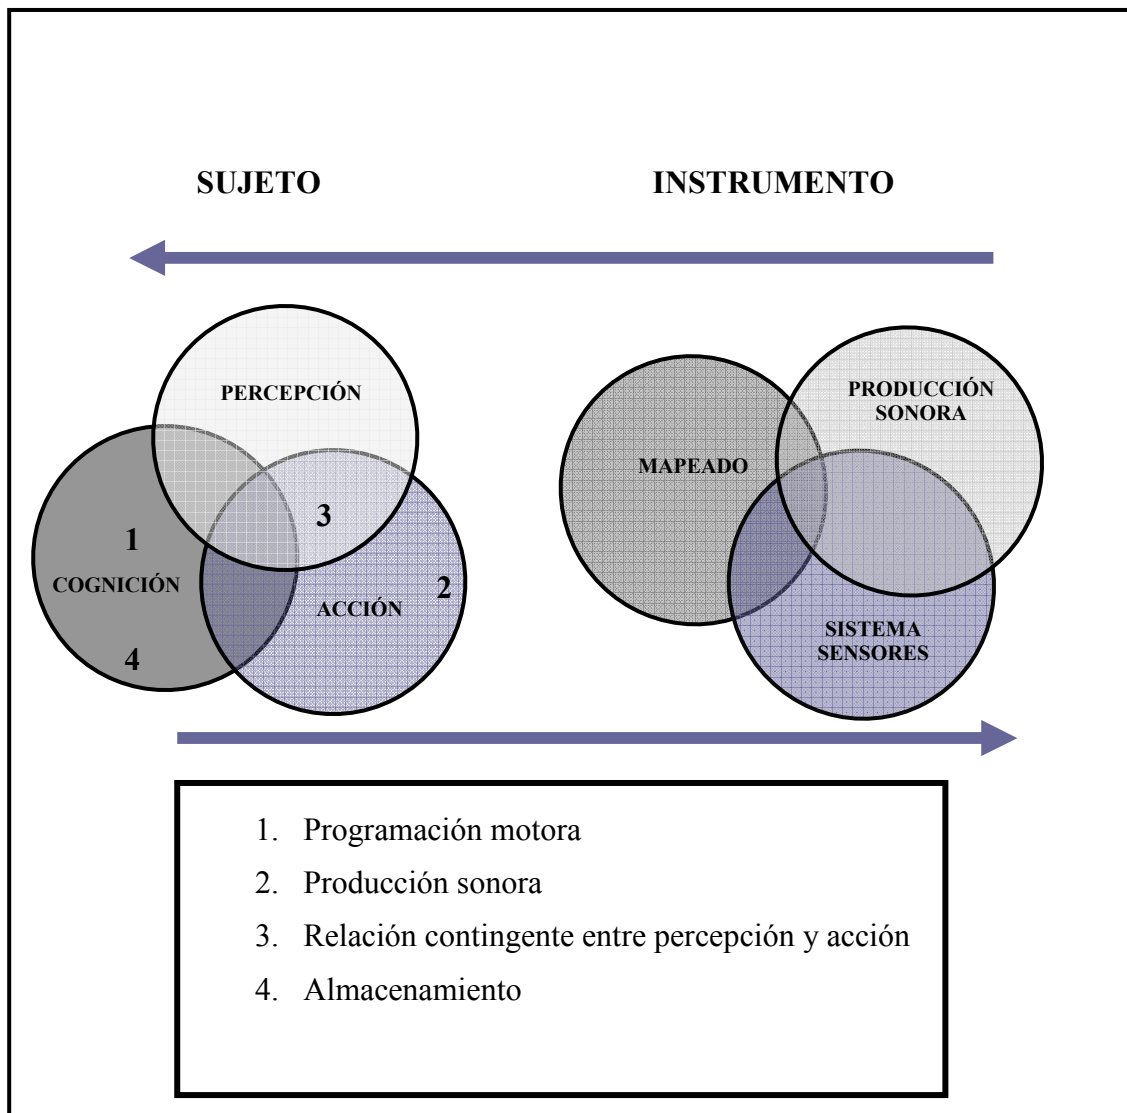 SUJETO
INSTRUMENTO
PERCEPCIÓN
1
COGNICIÓN
4
3
2
ACCIÓN
MAPEADO
PRODUCCIÓN
SONORA
SISTEMA
SENSORES
1. Programación motora
2. Producción sonora
3. Relación contingente entre percepción y acción
4. Almacenamiento